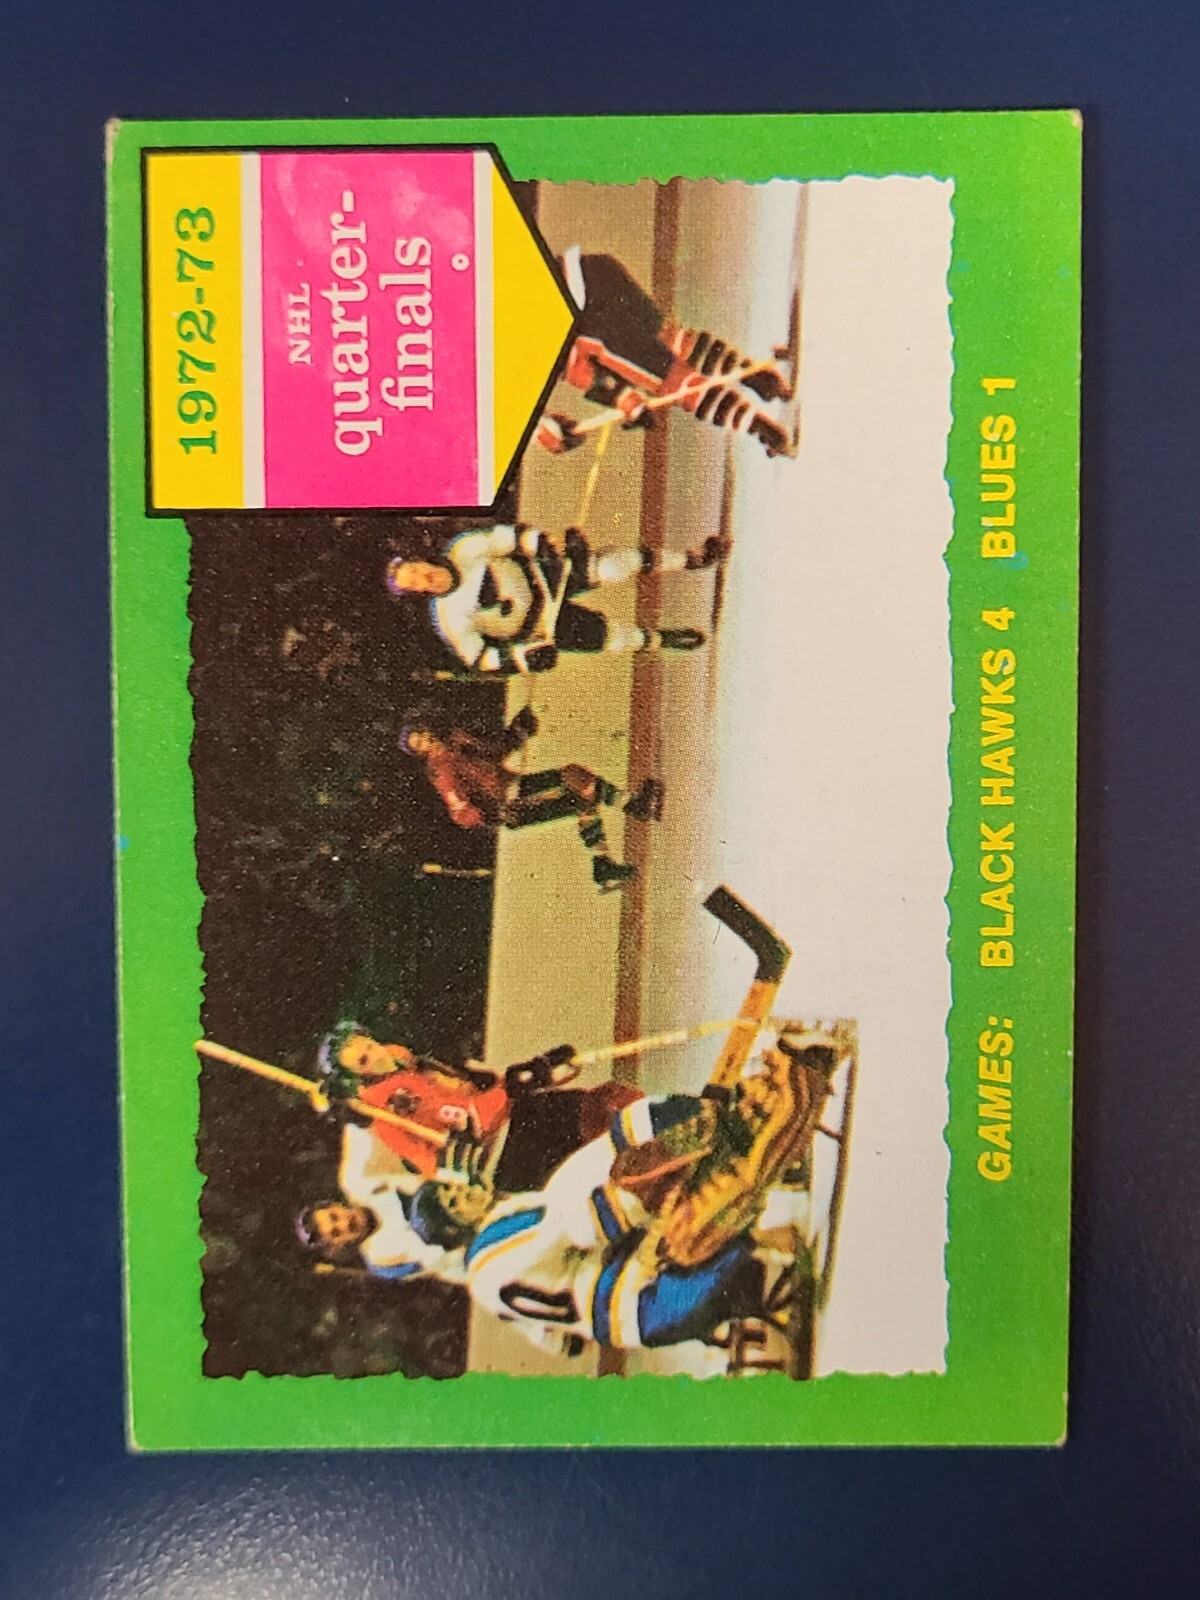 1972-73
NHL
quarter-
finals
GAMES: BLACK HAWKS 4 BLUES 1